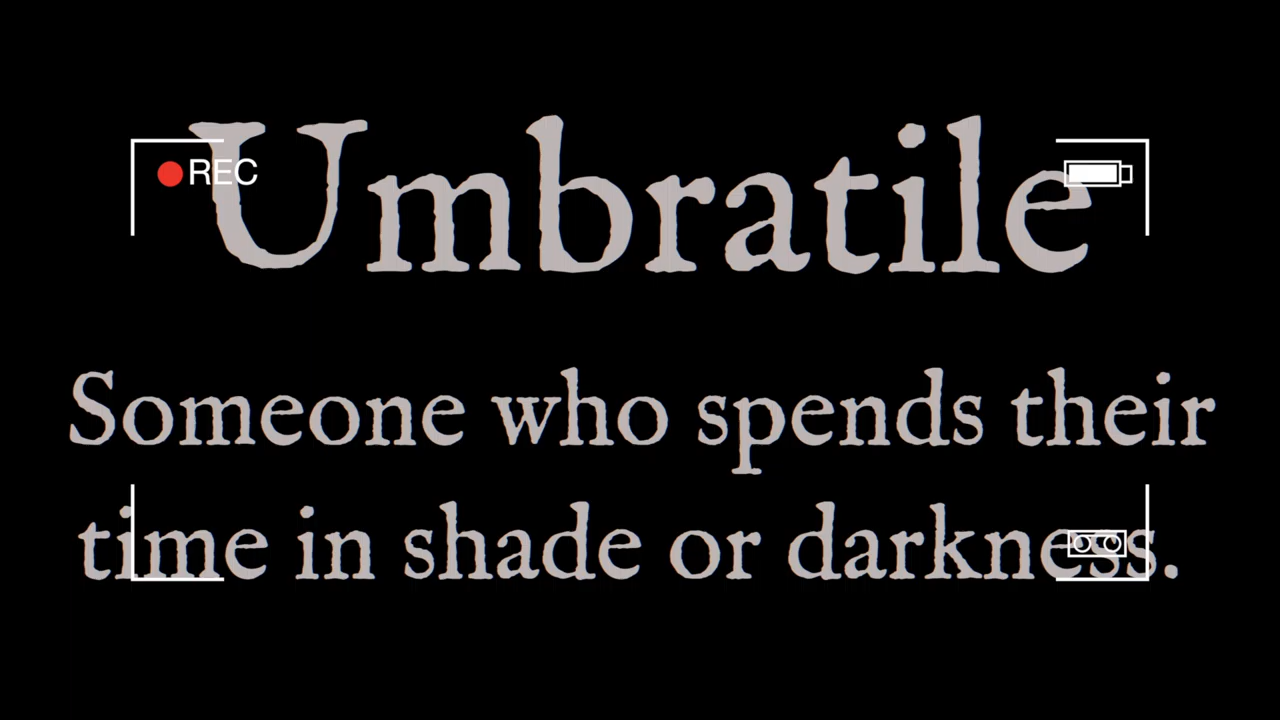 Umbratile
REC
Someone who spends their
time in shade or darkness.